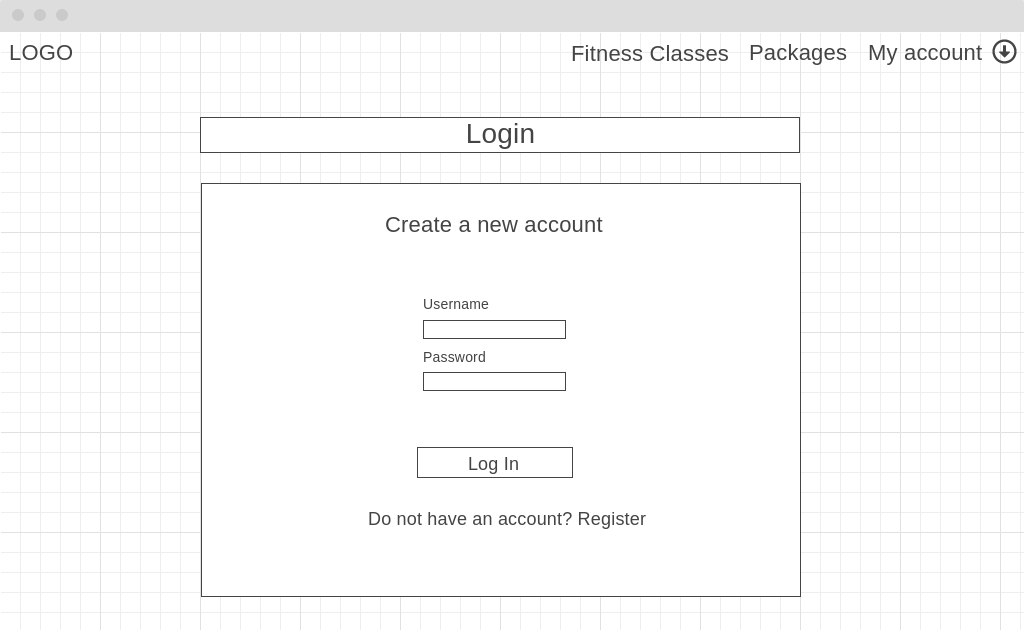 LOGO
Fitness Classes
Packages
My account
Login
Create a new account
Username
Password
Log In
Do not have an account? Register